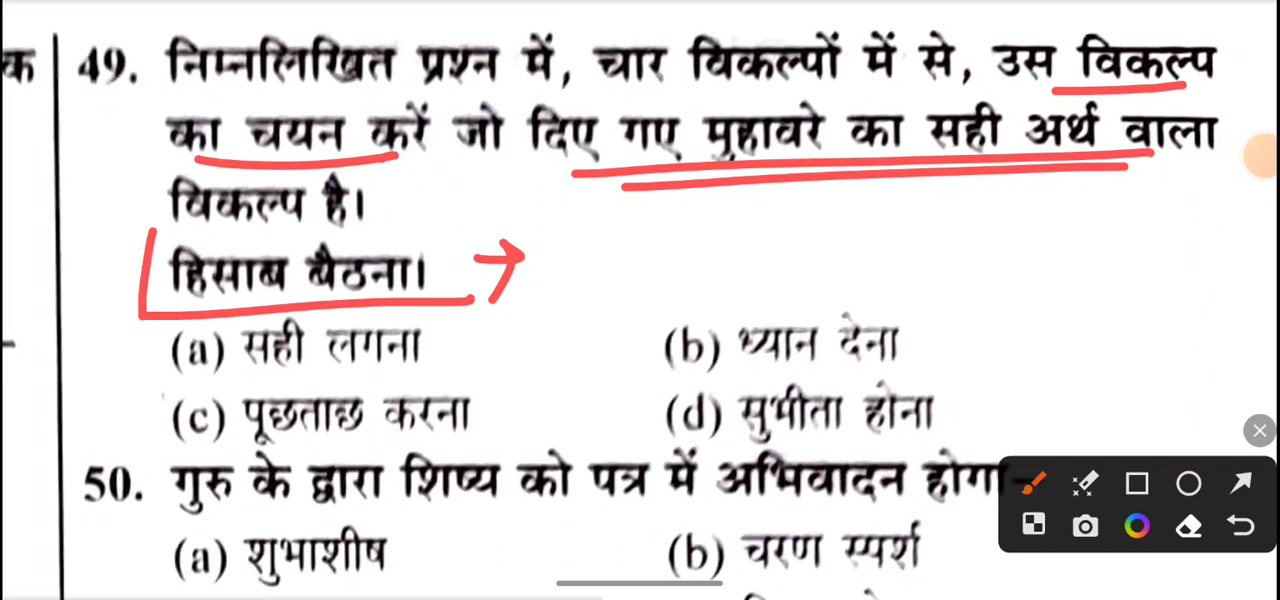 क
49. निम्नलिखित प्रश्न में, चार विकल्पों में से, उस विकल्प
का चयन करें जो दिए गए मुहावरे का सही अर्थ वाला
विकल्प है।
हिसाब बैठना।
(a) सही लगना (b) ध्यान देना
(c) पूछताछ करना (d) सुभीता होना
50. गुरु के द्वारा शिष्य को पत्र में अभिवादन होगा–
(a) शुभाशीष (b) चरण स्पर्श